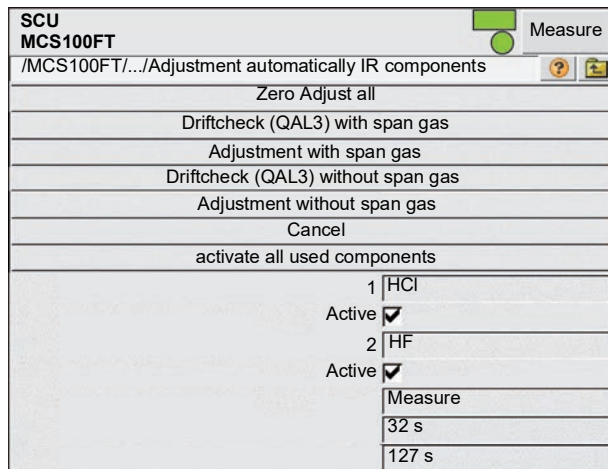 SCU
MCS100FT
Measure
/MCS100FT/.../Adjustment automatically IR components
?
Zero Adjust all
Driftcheck (QAL3) with span gas
Adjustment with span gas
Driftcheck (QAL3) without span gas
Adjustment without span gas
Cancel
activate all used components
1 HCl
Active
2 HF
Active
Measure
32 s
127 s